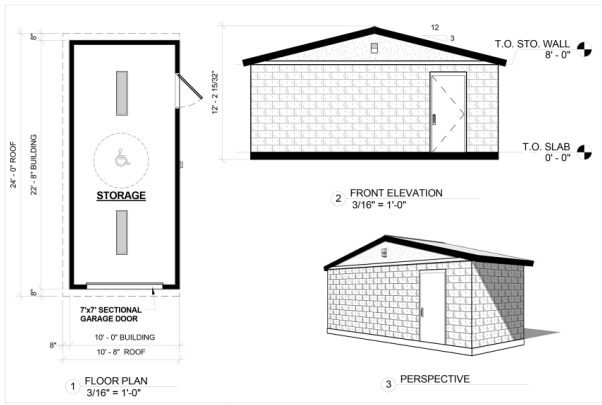 8"
24' - 0" ROOF
22' - 8" BUILDING
8"
STORAGE
7'x7' SECTIONAL
GARAGE DOOR
10' - 0" BUILDING
8"
10' - 8" ROOF
1 FLOOR PLAN
3/16" = 1'-0"
12
3
T.O. STO. WALL
8' - 0"
12' - 2 15/32"
T.O. SLAB
0' - 0"
2 FRONT ELEVATION
3/16" = 1'-0"
3 PERSPECTIVE